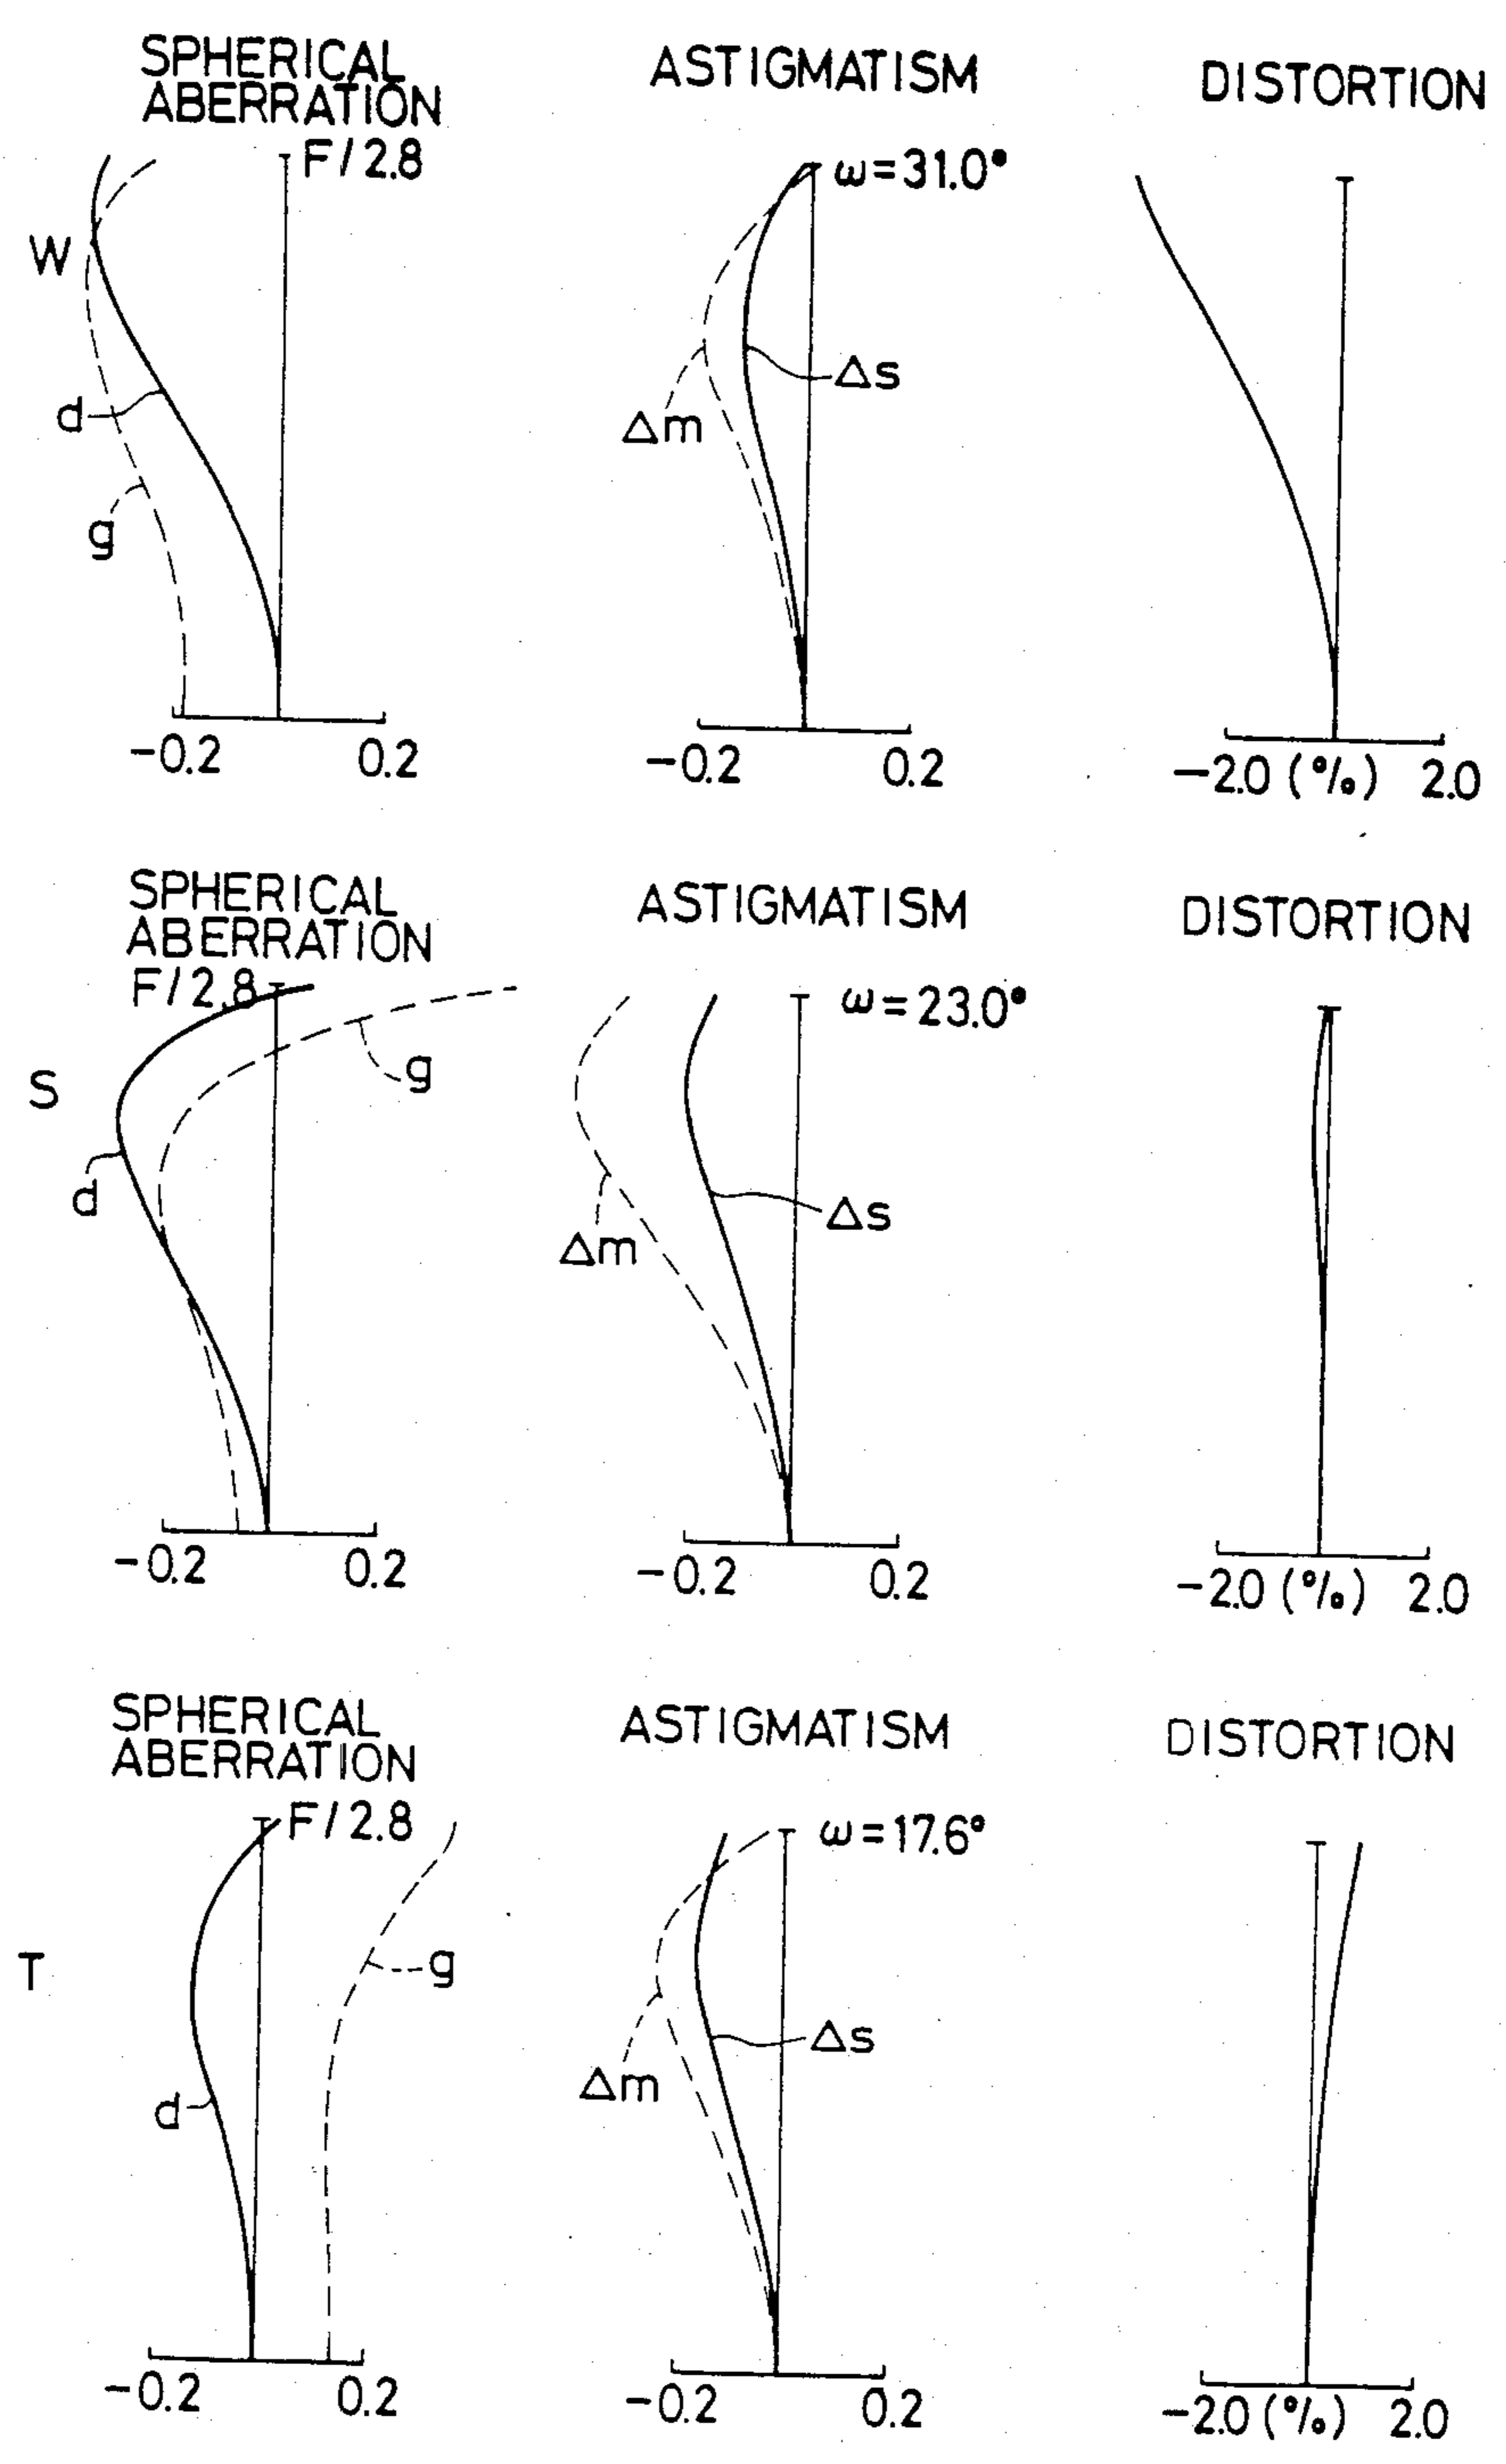 SPHERICAL
ABERRATION
F/2.8
W
d
g
-0.2 0.2
ASTIGMATISM
ω=31.0°
Δs
Δm
-0.2 0.2
DISTORTION
-2.0 (%) 2.0
SPHERICAL
ABERRATION
F/2.8
S
g
d
-0.2 0.2
ASTIGMATISM
ω=23.0°
Δs
Δm
-0.2 0.2
DISTORTION
-2.0 (%) 2.0
SPHERICAL
ABERRATION
F/2.8
T
g
d
-0.2 0.2
ASTIGMATISM
ω=17.6°
Δs
Δm
-0.2 0.2
DISTORTION
-2.0 (%) 2.0